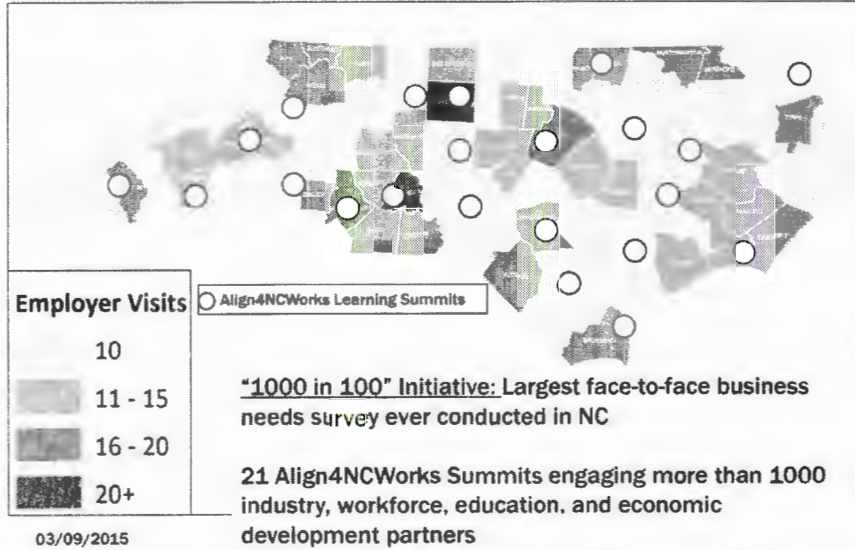 Align4NCWorks Learning Summits
Employer Visits
10
11 - 15
16 - 20
20+
"1000 in 100" Initiative: Largest face-to-face business
needs survey ever conducted in NC
21 Align4NCWorks Summits engaging more than 1000
industry, workforce, education, and economic
development partners
03/09/2015